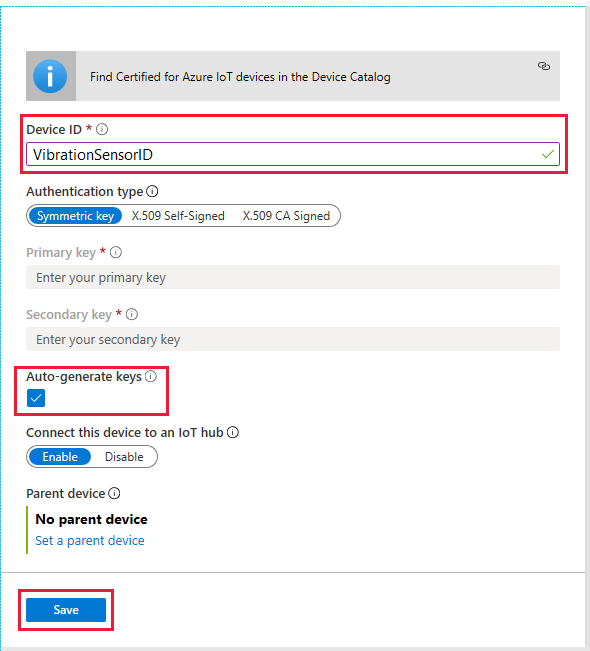 Find Certified for Azure IoT devices in the Device Catalog
Device ID *
VibrationSensorID
Authentication type
Symmetric key X.509 Self-Signed X.509 CA Signed
Primary key *
Enter your primary key
Secondary key *
Enter your secondary key
Auto-generate keys
Connect this device to an IoT hub
Enable Disable
Parent device
No parent device
Set a parent device
Save